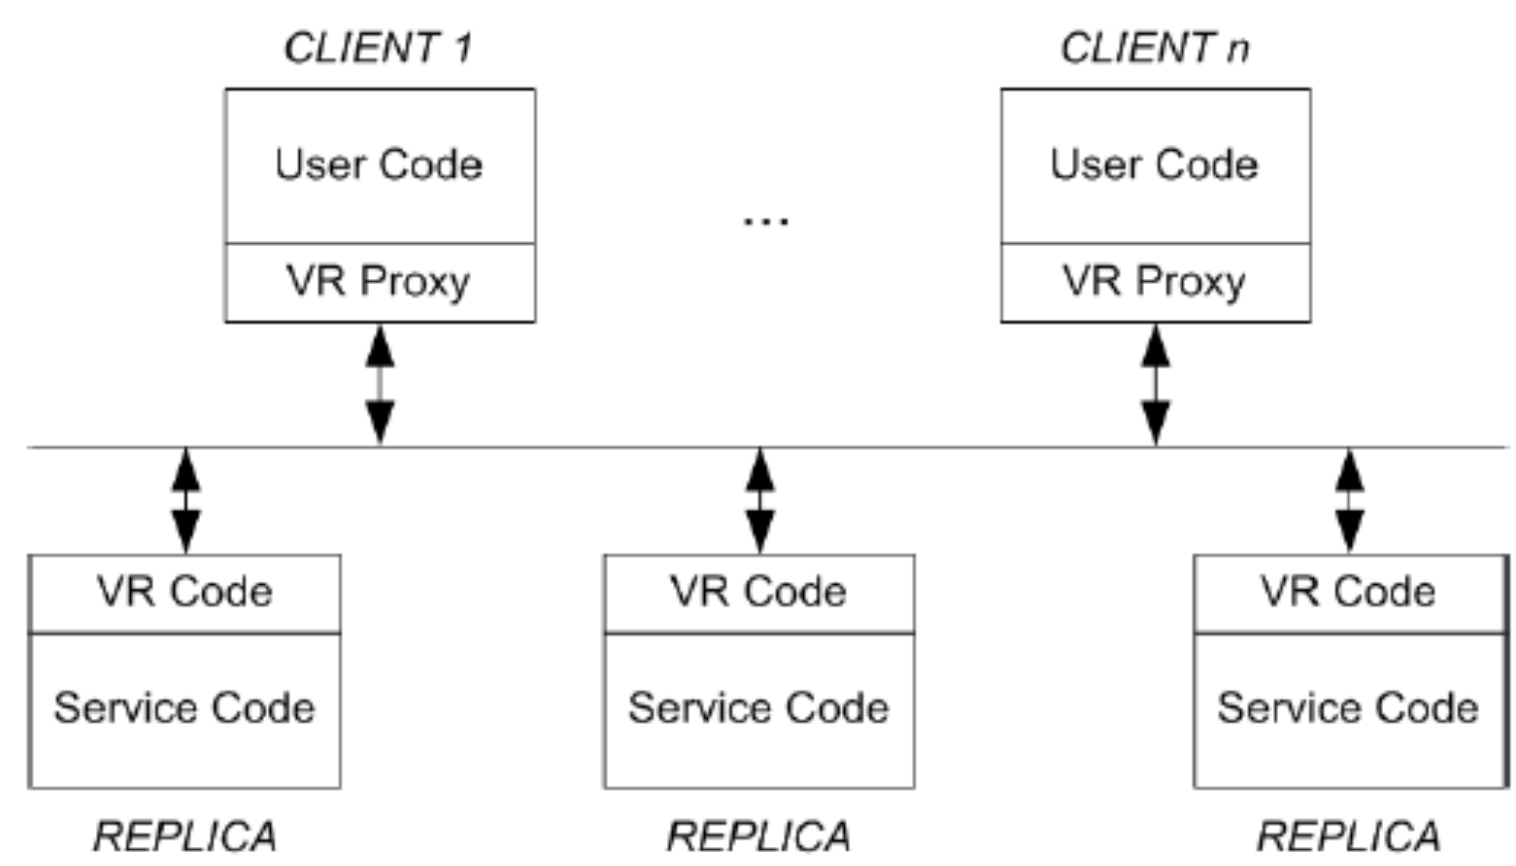 CLIENT 1
CLIENT n
User Code
User Code
...
VR Proxy
VR Proxy
VR Code
VR Code
VR Code
Service Code
Service Code
Service Code
REPLICA
REPLICA
REPLICA